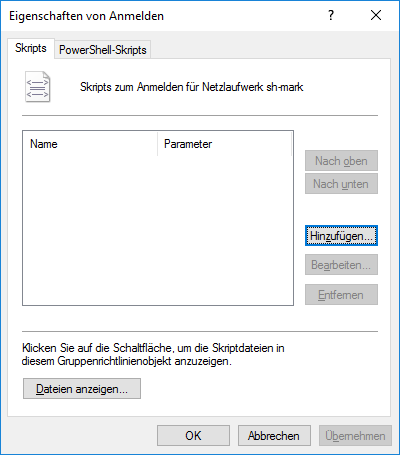 Eigenschaften von Anmelden
Skripts
PowerShell-Skripts
Skripts zum Anmelden für Netzlaufwerk sh-mark
Name
Parameter
Nach oben
Nach unten
Hinzufügen...
Bearbeiten...
Entfernen
Klicken Sie auf die Schaltfläche, um die Skriptdateien in
diesem Gruppenrichtlinienobjekt anzuzeigen.
Dateien anzeigen...
OK
Abbrechen
Übernehmen